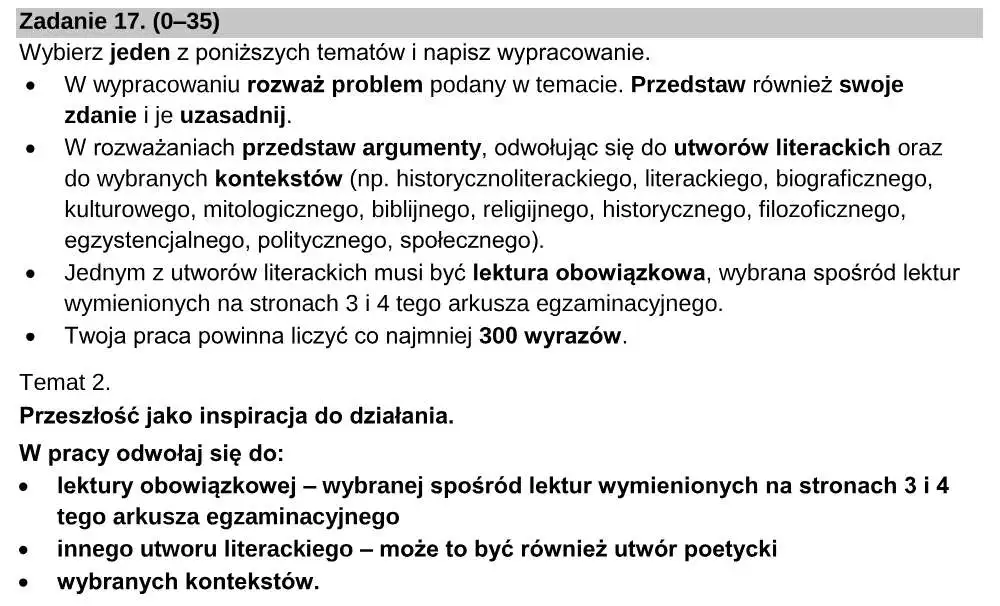 Zadanie 17. (0–35)
Wybierz jeden z poniższych tematów i napisz wypracowanie.
• W wypracowaniu rozważ problem podany w temacie. Przedstaw również swoje
zdanie i je uzasadnij.
• W rozważaniach przedstaw argumenty, odwołując się do utworów literackich oraz
do wybranych kontekstów (np. historycznoliterackiego, literackiego, biograficznego,
kulturowego, mitologicznego, biblijnego, religijnego, historycznego, filozoficznego,
egzystencjalnego, politycznego, społecznego).
• Jednym z utworów literackich musi być lektura obowiązkowa, wybrana spośród lektur
wymienionych na stronach 3 i 4 tego arkusza egzaminacyjnego.
• Twoja praca powinna liczyć co najmniej 300 wyrazów.
Temat 2.
Przeszłość jako inspiracja do działania.
W pracy odwołaj się do:
• lektury obowiązkowej – wybranej spośród lektur wymienionych na stronach 3 i 4
tego arkusza egzaminacyjnego
• innego utworu literackiego – może to być również utwór poetycki
• wybranych kontekstów.